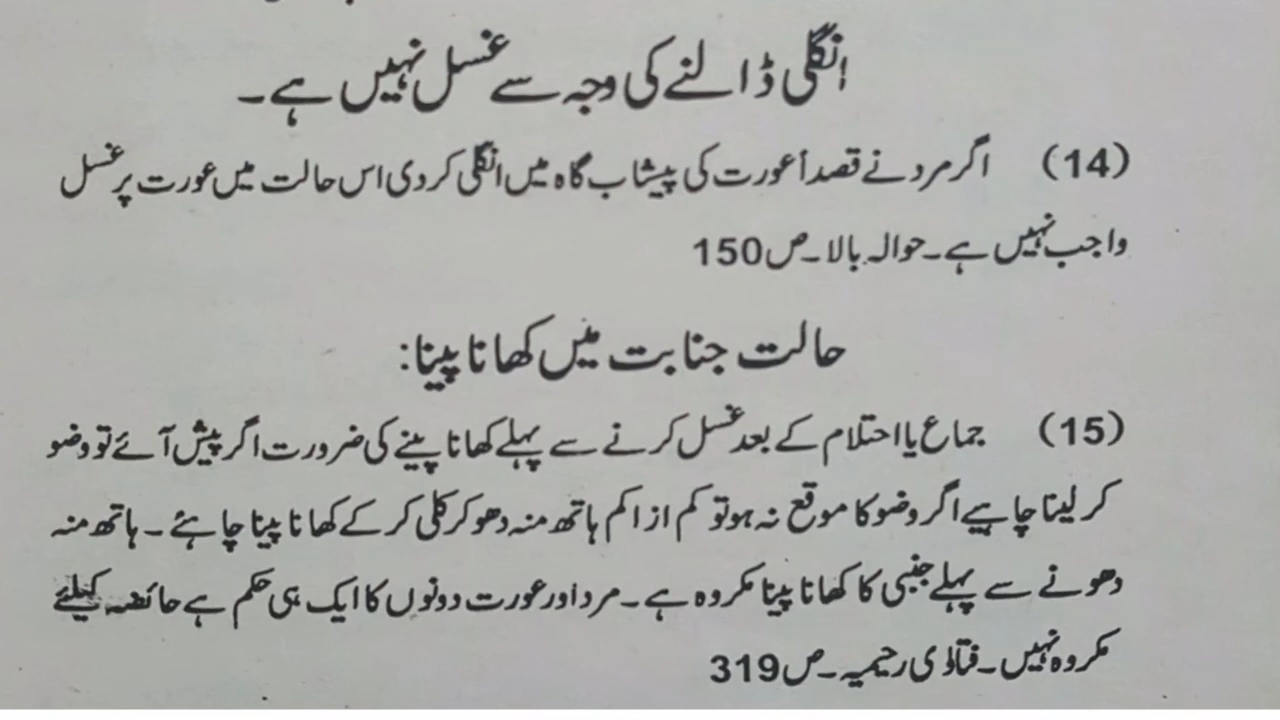 انگلی ڈالنے کی وجہ سے غسل نہیں ہے۔
(14) اگر مرد نے قصداً عورت کی پیشاب گاہ میں انگلی کر دی اس حالت میں عورت پر غسل
واجب نہیں ہے۔ حوالہ بالا۔ ص 150
حالت جنابت میں کھانا پینا:
(15) جماع یا احتلام کے بعد غسل کرنے سے پہلے کھانا پینے کی ضرورت اگر پیش آئے تو وضو
کر لینا چاہیے اگر وضو کا موقع نہ ہو تو کم از کم ہاتھ منہ دھو کر کلی کر کے کھانا پینا چاہئے۔ ہاتھ منہ
دھونے سے پہلے جنبی کا کھانا پینا مکروہ ہے۔ مرد اور عورت دونوں کا ایک ہی حکم ہے حائضہ کیلئے
مکروہ نہیں۔ فتاوٰی رحیمیہ۔ ص 319